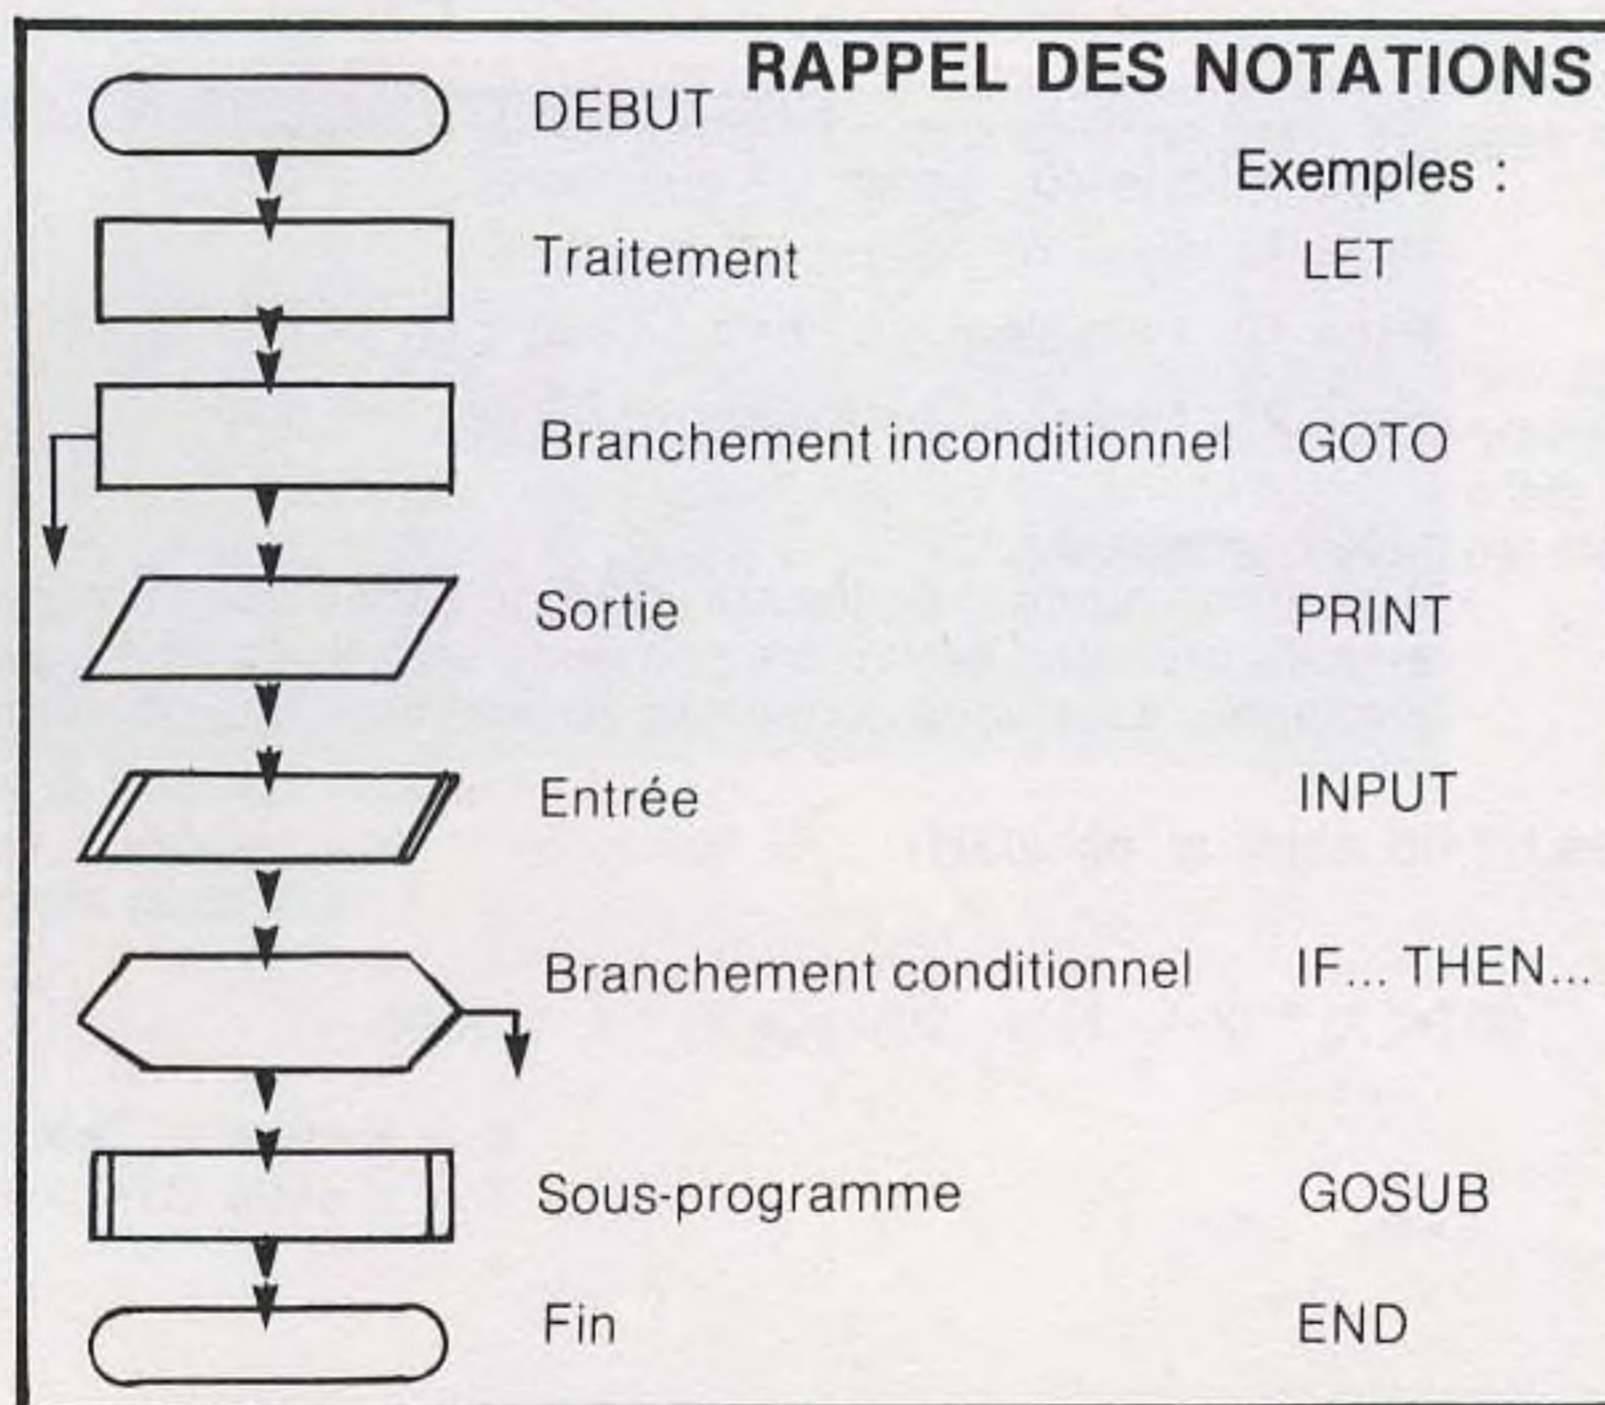 RAPPEL DES NOTATIONS
DEBUT
Exemples :
Traitement LET
Branchement inconditionnel GOTO
Sortie PRINT
Entrée INPUT
Branchement conditionnel IF... THEN...
Sous-programme GOSUB
Fin END